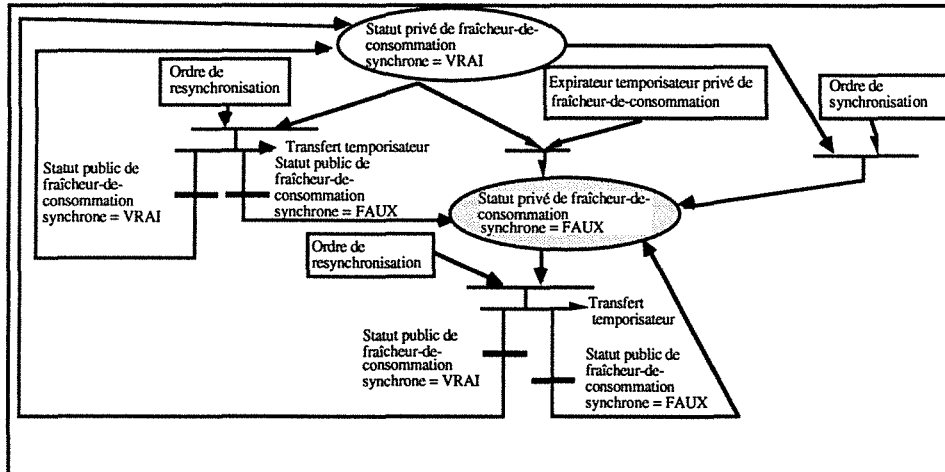 Statut privé de fraîcheur-de-
consommation
synchrone = VRAI
Ordre de
resynchronisation
Expirateur temporisateur privé de
fraîcheur-de-consommation
Ordre de
synchronisation
Transfert temporisateur
Statut public de
fraîcheur-de-
consommation
synchrone = VRAI
Statut public de
fraîcheur-de-
consommation
synchrone = FAUX
Statut privé de fraîcheur-de-
consommation
synchrone = FAUX
Ordre de
resynchronisation
Transfert
temporisateur
Statut public de
fraîcheur-de-
consommation
synchrone = VRAI
Statut public de
fraîcheur-de-
consommation
synchrone = FAUX